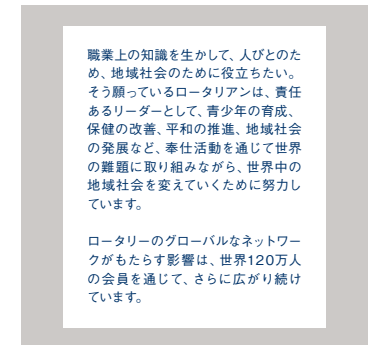 職業上の知識を生かして、人びとのた
め、地域社会のために役立ちたい。
そう願っているロータリアンは、責任
あるリーダーとして、青少年の育成、
保健の改善、平和の推進、地域社会
の発展など、奉仕活動を通じて世界
の難題に取り組みながら、世界中の
地域社会を変えていくために努力し
ています。
ロータリーのグローバルなネットワー
クがもたらす影響は、世界120万人
の会員を通じて、さらに広がり続け
ています。